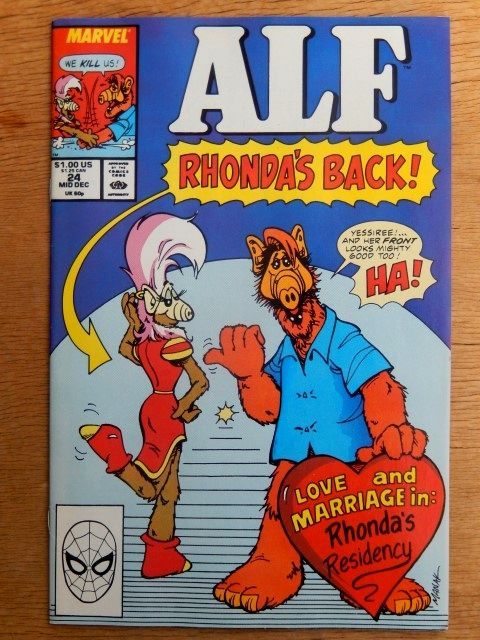 MARVEL
WE KILL US!
$1.00 US
$1.25 CAN
24
MID DEC
UK 60p
APPROVED
BY THE
COMICS
CODE
AUTHORITY
ALF
TM
RHONDA'S BACK!
YESSIREE!...
AND HER FRONT
LOOKS MIGHTY
GOOD TOO!
HA!
LOVE and
MARRIAGE in:
Rhonda's
Residency
MANAK